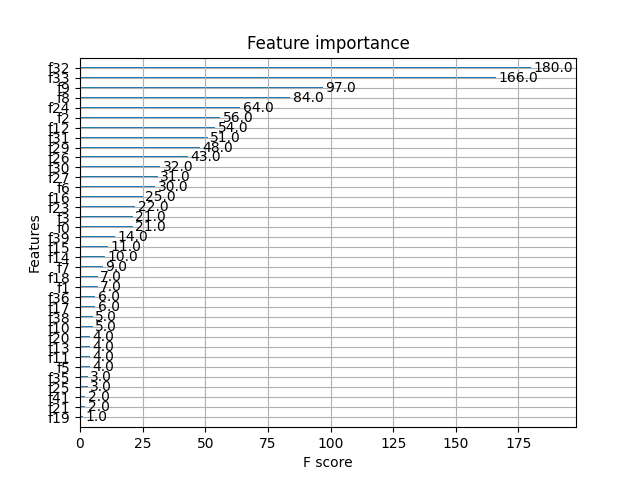 Feature importance
f32 180.0
f33 166.0
f9 97.0
f8 84.0
f24 64.0
f2 56.0
f12 54.0
f31 51.0
f29 48.0
f26 43.0
f30 32.0
f27 31.0
f6 30.0
f16 25.0
f23 22.0
f3 21.0
f0 21.0
f39 14.0
f15 11.0
f14 10.0
f7 9.0
f18 7.0
f1 7.0
f36 6.0
f17 6.0
f38 5.0
f10 5.0
f20 4.0
f13 4.0
f11 4.0
f5 4.0
f35 3.0
f25 3.0
f41 2.0
f21 2.0
f19 1.0
Features
0 25 50 75 100 125 150 175
F score